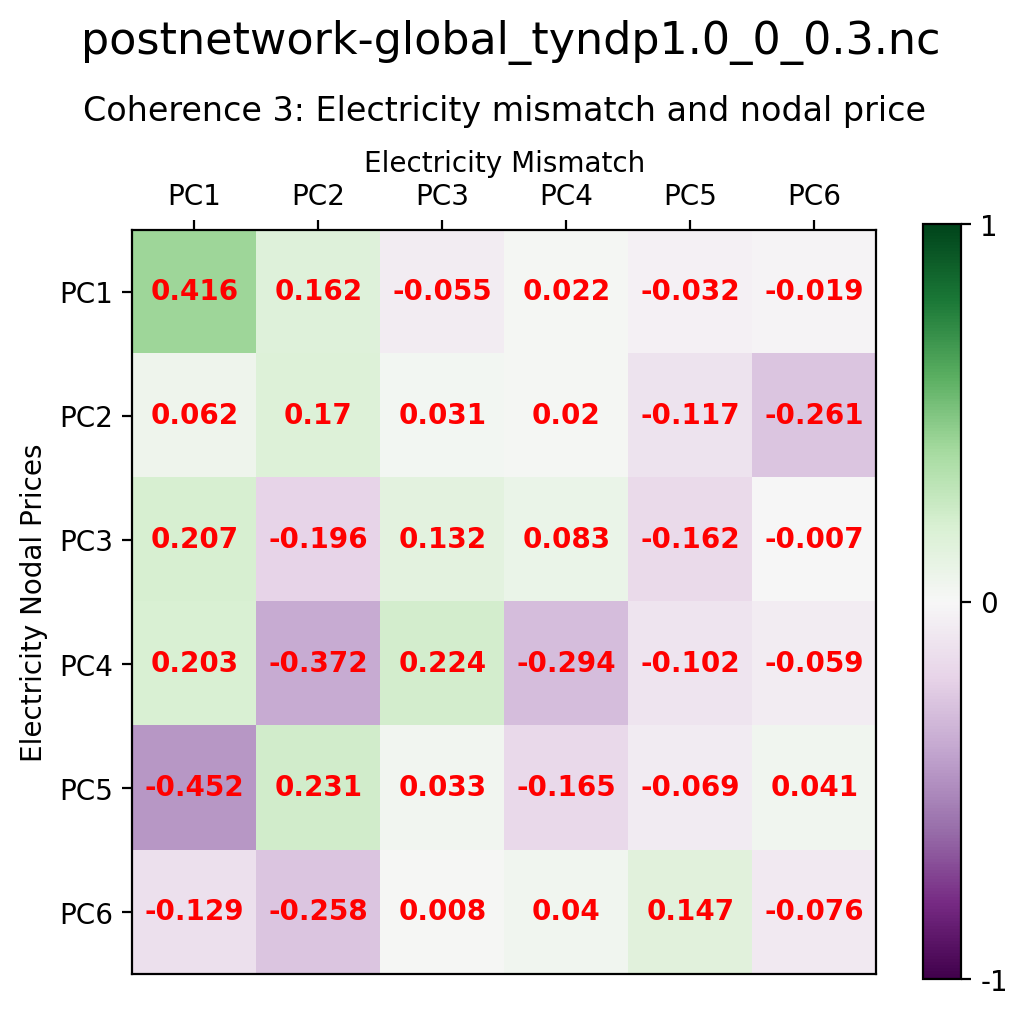 postnetwork-global_tyndp1.0_0_0.3.nc
Coherence 3: Electricity mismatch and nodal price
Electricity Mismatch
PC1 PC2 PC3 PC4 PC5 PC6
PC1 0.416 0.162 -0.055 0.022 -0.032 -0.019
PC2 0.062 0.17 0.031 0.02 -0.117 -0.261
PC3 0.207 -0.196 0.132 0.083 -0.162 -0.007
PC4 0.203 -0.372 0.224 -0.294 -0.102 -0.059
PC5 -0.452 0.231 0.033 -0.165 -0.069 0.041
PC6 -0.129 -0.258 0.008 0.04 0.147 -0.076
Electricity Nodal Prices
1
0
-1